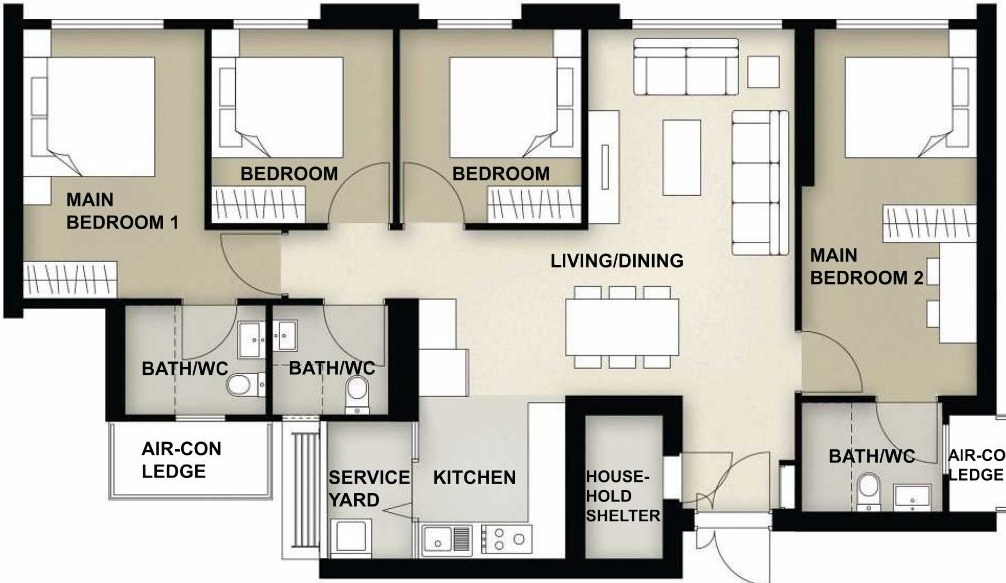 BEDROOM
BEDROOM
MAIN
BEDROOM 1
LIVING/DINING
MAIN
BEDROOM 2
BATH/WC
BATH/WC
AIR-CON
LEDGE
SERVICE
YARD
KITCHEN
HOUSE-
HOLD
SHELTER
BATH/WC
AIR-CO
LEDGE